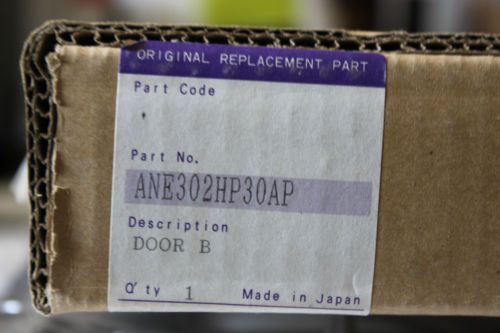 ORIGINAL REPLACEMENT PART
Part Code
Part No.
ANE302HP30AP
Description
DOOR B
Q'ty 1 Made in Japan